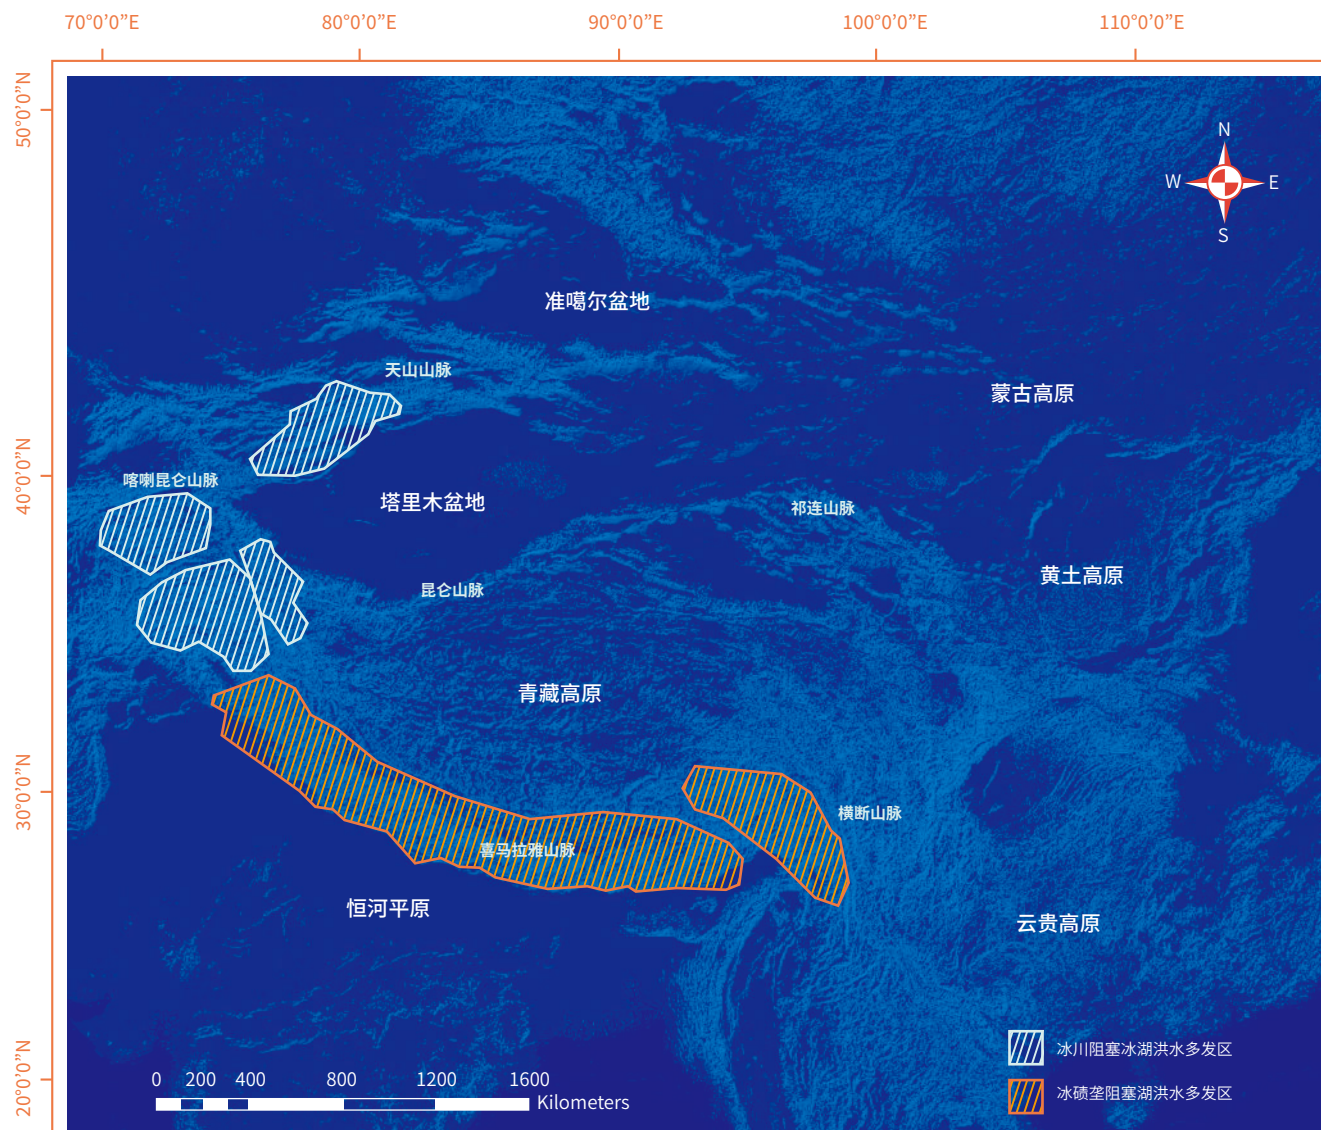 70°0'0”E 80°0'0”E 90°0'0”E 100°0'0”E 110°0'0”E
50°0'0”N
N
W E
S
准噶尔盆地
天山山脉
蒙古高原
40°0'0”N
喀喇昆仑山脉
塔里木盆地
祁连山脉
黄土高原
昆仑山脉
青藏高原
30°0'0”N
横断山脉
喜马拉雅山脉
恒河平原
云贵高原
20°0'0”N
冰川阻塞冰湖洪水多发区
0 200 400 800 1200 1600
Kilometers
冰碛垄阻塞湖洪水多发区